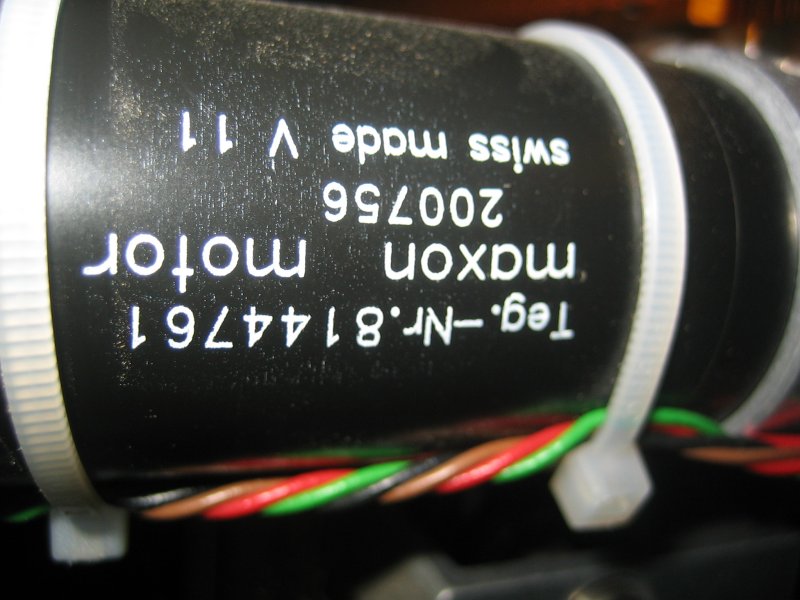 Teg.-Nr.8144761
maxon motor
200756
swiss made V 11